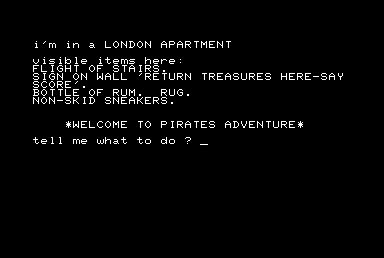 i'm in a LONDON APARTMENT
visible items here:
FLIGHT OF STAIRS.
SIGN ON WALL 'RETURN TREASURES HERE-SAY
SCORE'.
BOTTLE OF RUM.  RUG.
NON-SKID SNEAKERS.
*WELCOME TO PIRATES ADVENTURE*
tell me what to do ? _